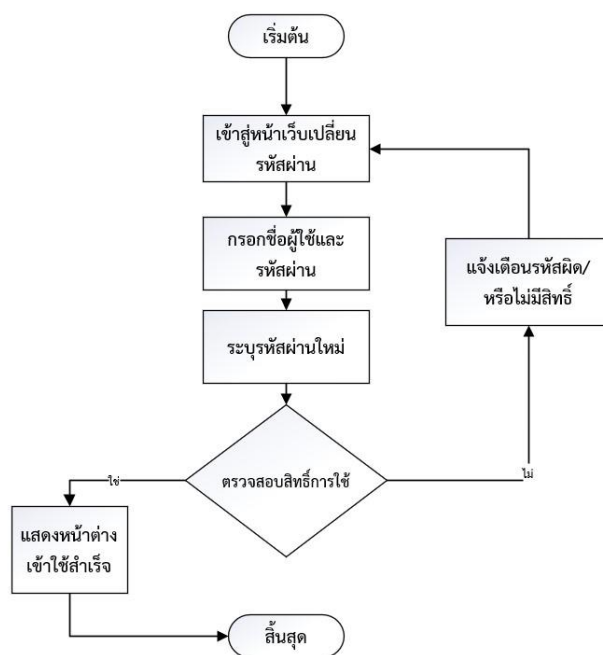 เริ่มต้น
เข้าสู่หน้าเว็บเปลี่ยน
รหัสผ่าน
กรอกชื่อผู้ใช้และ
รหัสผ่าน
แจ้งเตือนรหัสผิด/
หรือไม่มีสิทธิ์
ระบุรหัสผ่านใหม่
ตรวจสอบสิทธิ์การใช้
ใช่
ไม่
แสดงหน้าต่าง
เข้าใช้สำเร็จ
สิ้นสุด